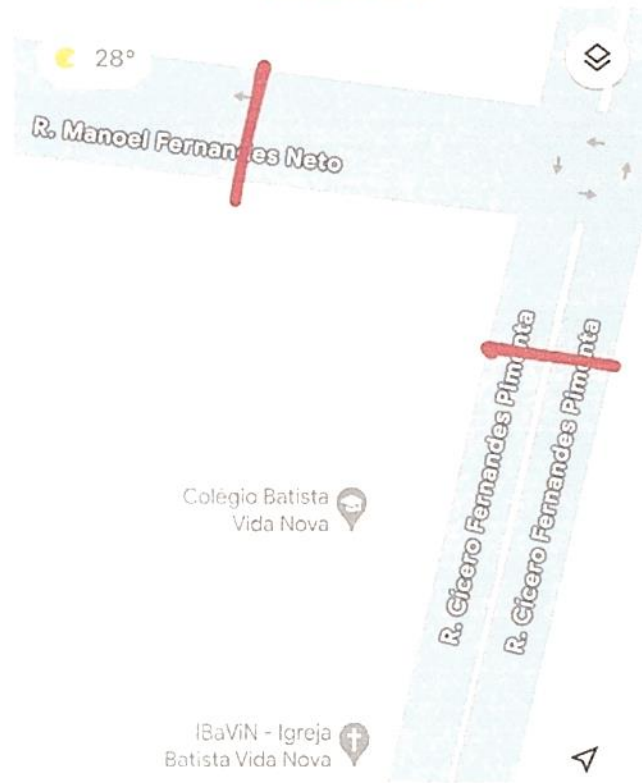 28°
R. Manoel Fernandes Neto
R. Cícero Fernandes Pimenta
R. Cícero Fernandes Pimenta
Colégio Batista
Vida Nova
IBaViN - Igreja
Batista Vida Nova